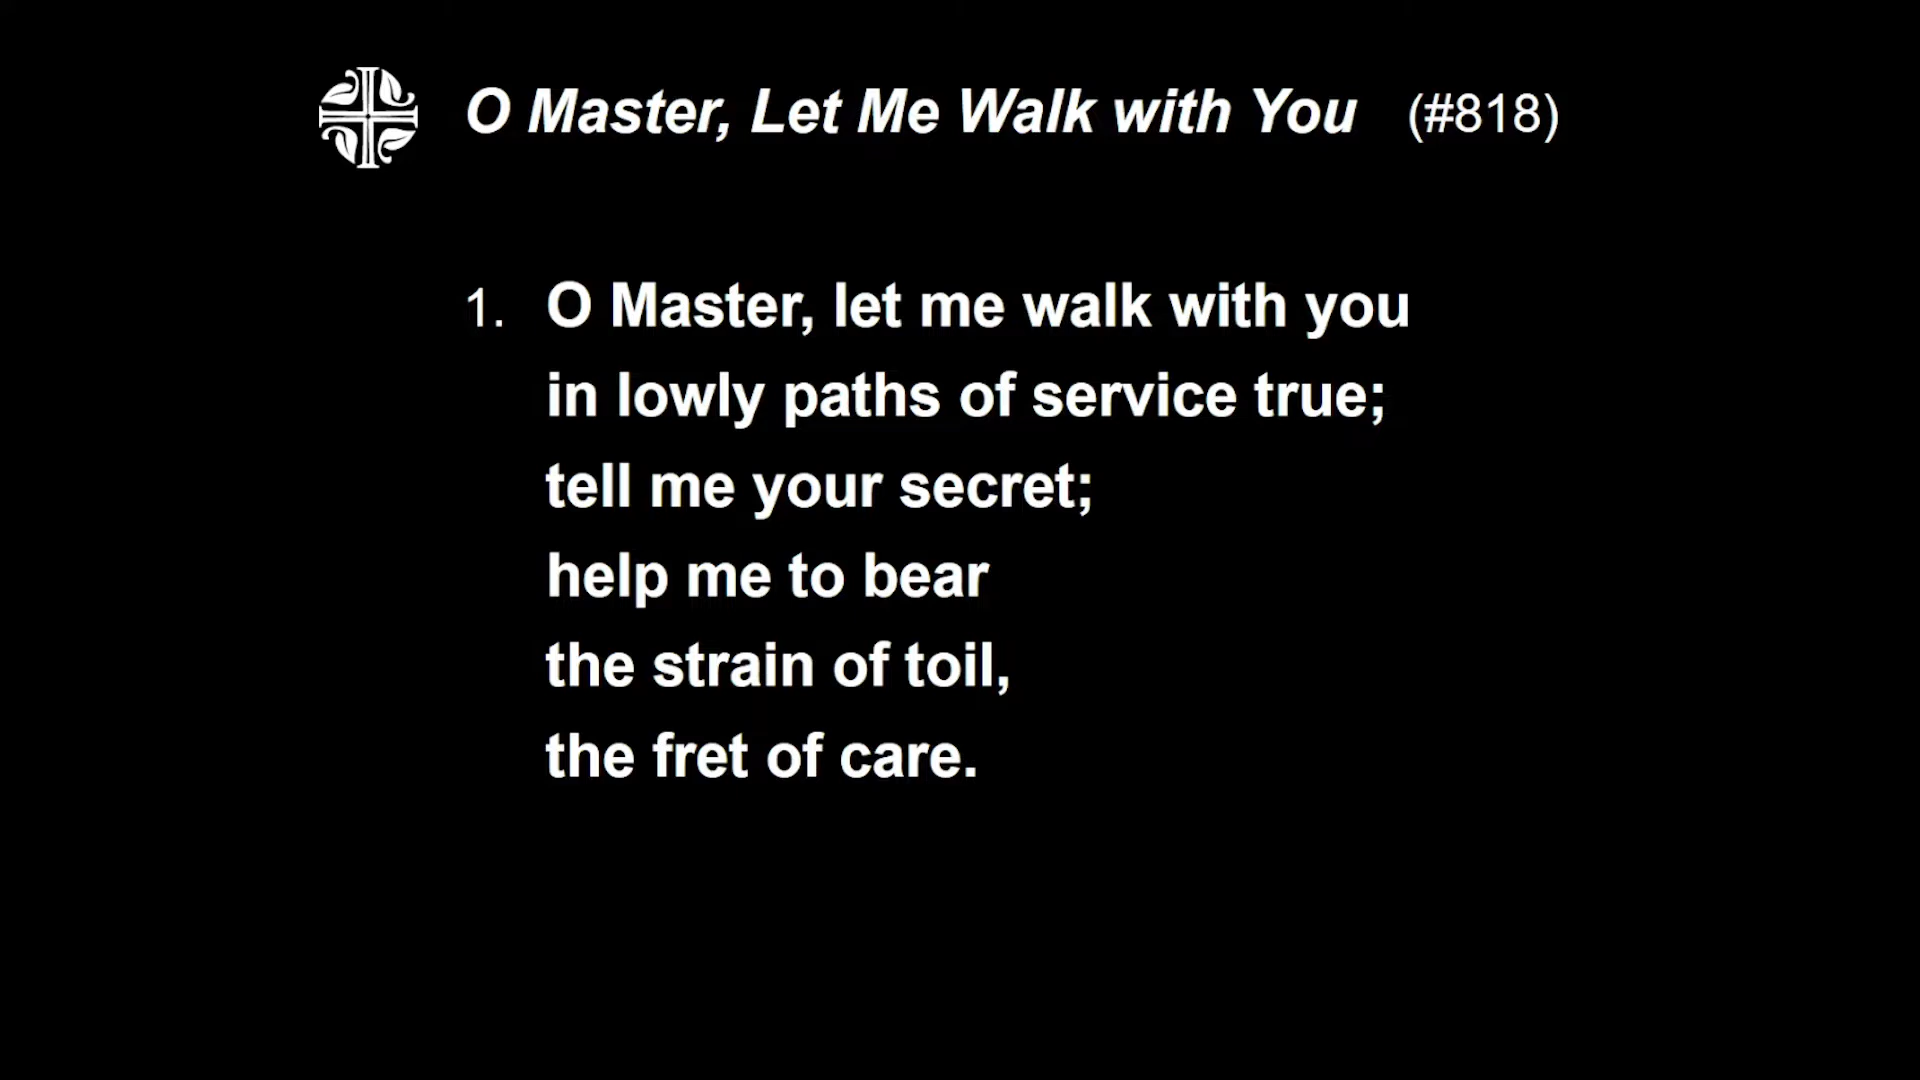 O Master, Let Me Walk with You (#818)
1. O Master, let me walk with you
in lowly paths of service true;
tell me your secret;
help me to bear
the strain of toil,
the fret of care.